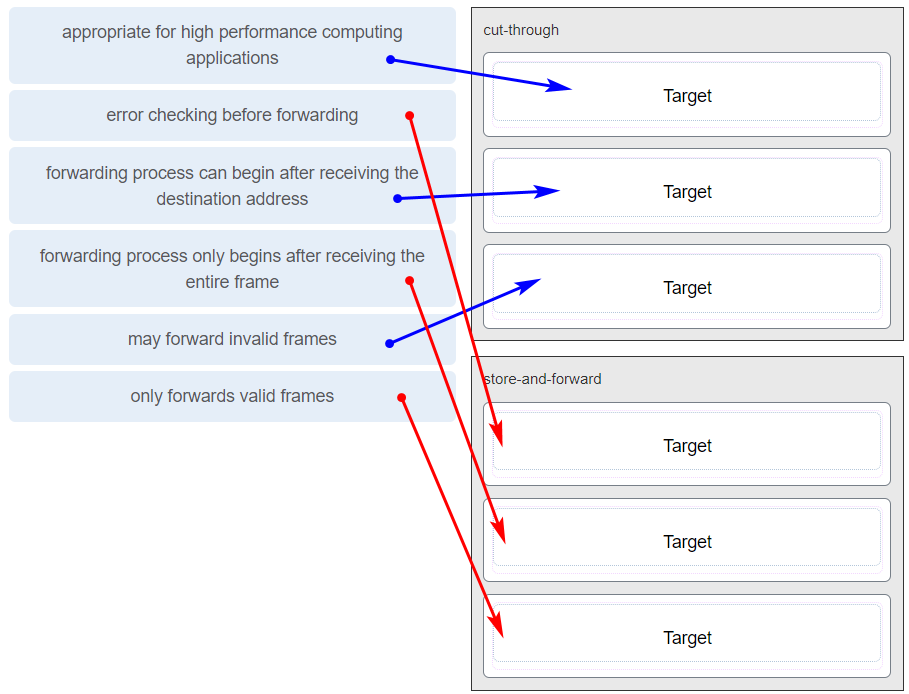 appropriate for high performance computing
applications
error checking before forwarding
forwarding process can begin after receiving the
destination address
forwarding process only begins after receiving the
entire frame
may forward invalid frames
only forwards valid frames
cut-through
Target
Target
Target
store-and-forward
Target
Target
Target